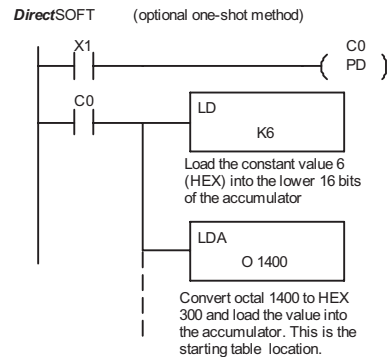 DirectSOFT (optional one-shot method)
X1
C0
PD
C0
LD
K6
Load the constant value 6
(HEX) into the lower 16 bits
of the accumulator
LDA
O 1400
Convert octal 1400 to HEX
300 and load the value into
the accumulator. This is the
starting table location.